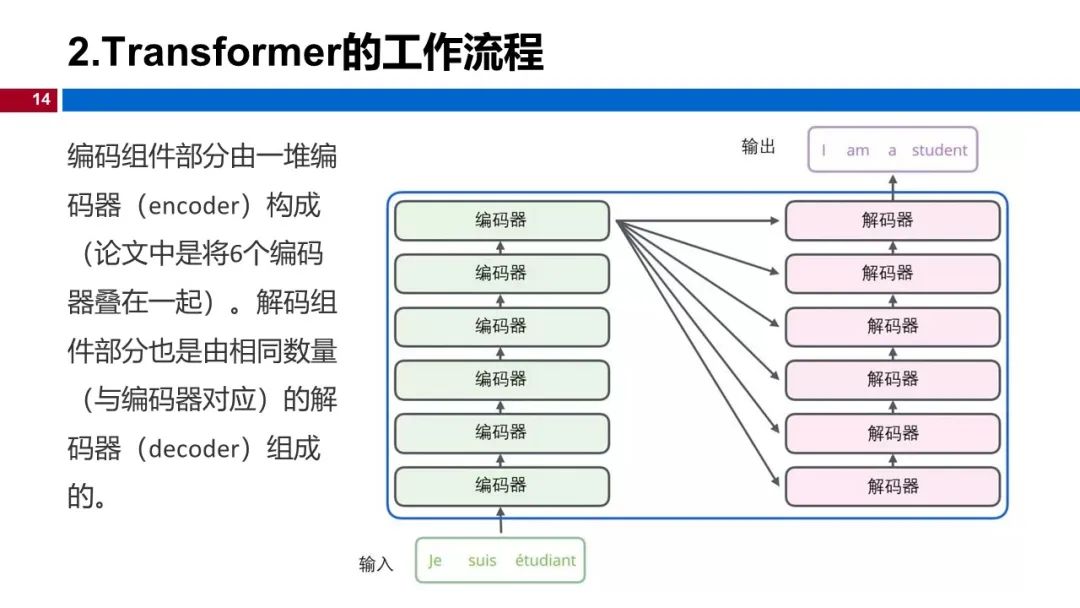 2.Transformer的工作流程
14
编码组件部分由一堆编
码器（encoder）构成
（论文中是将6个编码
器叠在一起）。解码组
件部分也是由相同数量
（与编码器对应）的解
码器（decoder）组成
的。
输出
I am a student
编码器
解码器
编码器
解码器
编码器
解码器
编码器
解码器
编码器
解码器
编码器
解码器
输入
Je suis étudiant